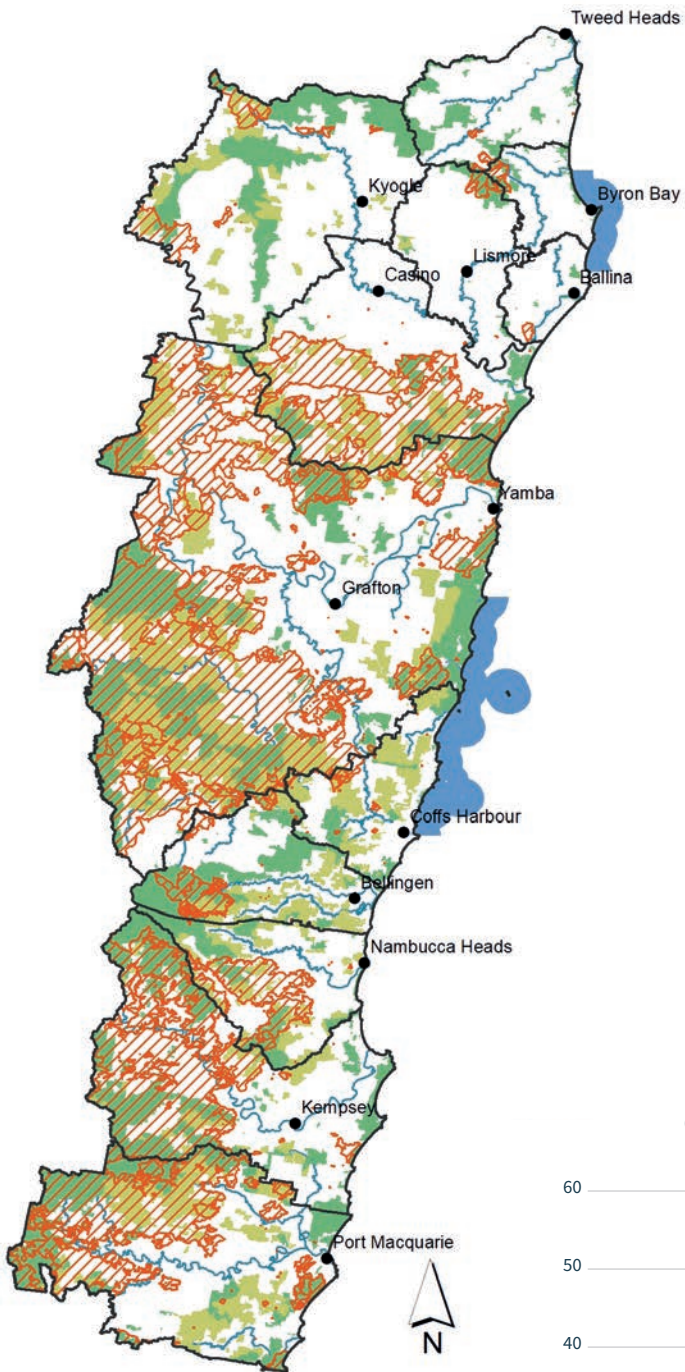 Tweed Heads
Kyogle
Byron Bay
Lismore
Casino
Ballina
Yamba
Grafton
Coffs Harbour
Bellingen
Nambucca Heads
Kempsey
60
Port Macquarie
50
N
40